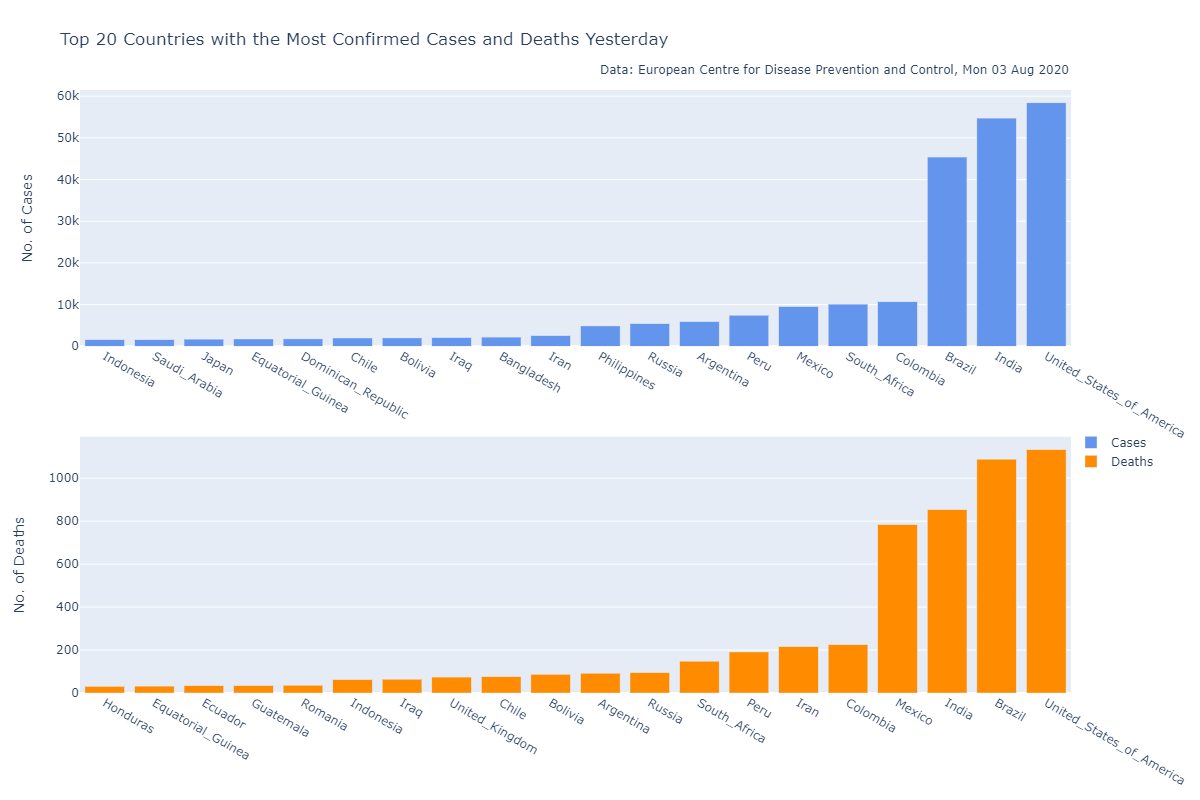 Top 20 Countries with the Most Confirmed Cases and Deaths Yesterday
Data: European Centre for Disease Prevention and Control, Mon 03 Aug 2020
No. of Cases
60k
50k
40k
30k
20k
10k
0
Indonesia
Saudi_Arabia
Japan
Equatorial_Guinea
Dominican_Republic
Chile
Bolivia
Iraq
Bangladesh
Iran
Philippines
Russia
Argentina
Peru
Mexico
South_Africa
Colombia
Brazil
India
United_States_of_America
Cases
Deaths
No. of Deaths
1000
800
600
400
200
0
Honduras
Equatorial_Guinea
Ecuador
Guatemala
Romania
Indonesia
Iraq
United_Kingdom
Chile
Bolivia
Argentina
Russia
South_Africa
Peru
Iran
Colombia
Mexico
India
Brazil
United_States_of_America